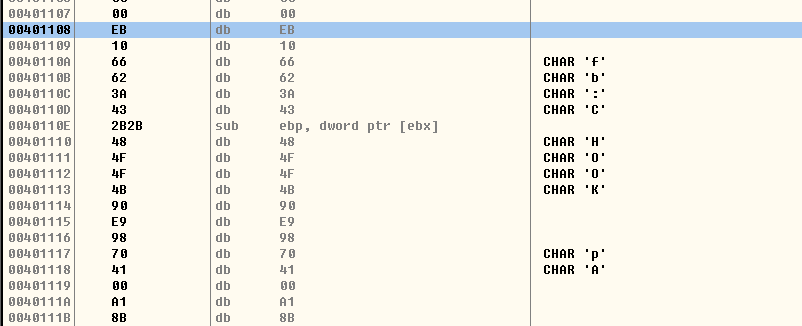 00401107 00 db 00
00401108 EB db EB
00401109 10 db 10
0040110A 66 db 66 CHAR 'f'
0040110B 62 db 62 CHAR 'b'
0040110C 3A db 3A CHAR ':'
0040110D 43 db 43 CHAR 'C'
0040110E 2B2B sub ebp, dword ptr [ebx]
00401110 48 db 48 CHAR 'H'
00401111 4F db 4F CHAR 'O'
00401112 4F db 4F CHAR 'O'
00401113 4B db 4B CHAR 'K'
00401114 90 db 90
00401115 E9 db E9
00401116 98 db 98
00401117 70 db 70 CHAR 'p'
00401118 41 db 41 CHAR 'A'
00401119 00 db 00
0040111A A1 db A1
0040111B 8B db 8B